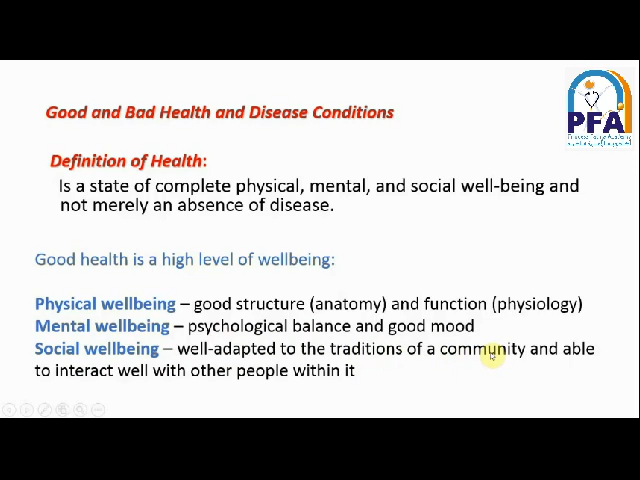 Good and Bad Health and Disease Conditions
PFA
Definition of Health:
Is a state of complete physical, mental, and social well-being and
not merely an absence of disease.
Good health is a high level of wellbeing:
Physical wellbeing – good structure (anatomy) and function (physiology)
Mental wellbeing – psychological balance and good mood
Social wellbeing – well-adapted to the traditions of a community and able
to interact well with other people within it